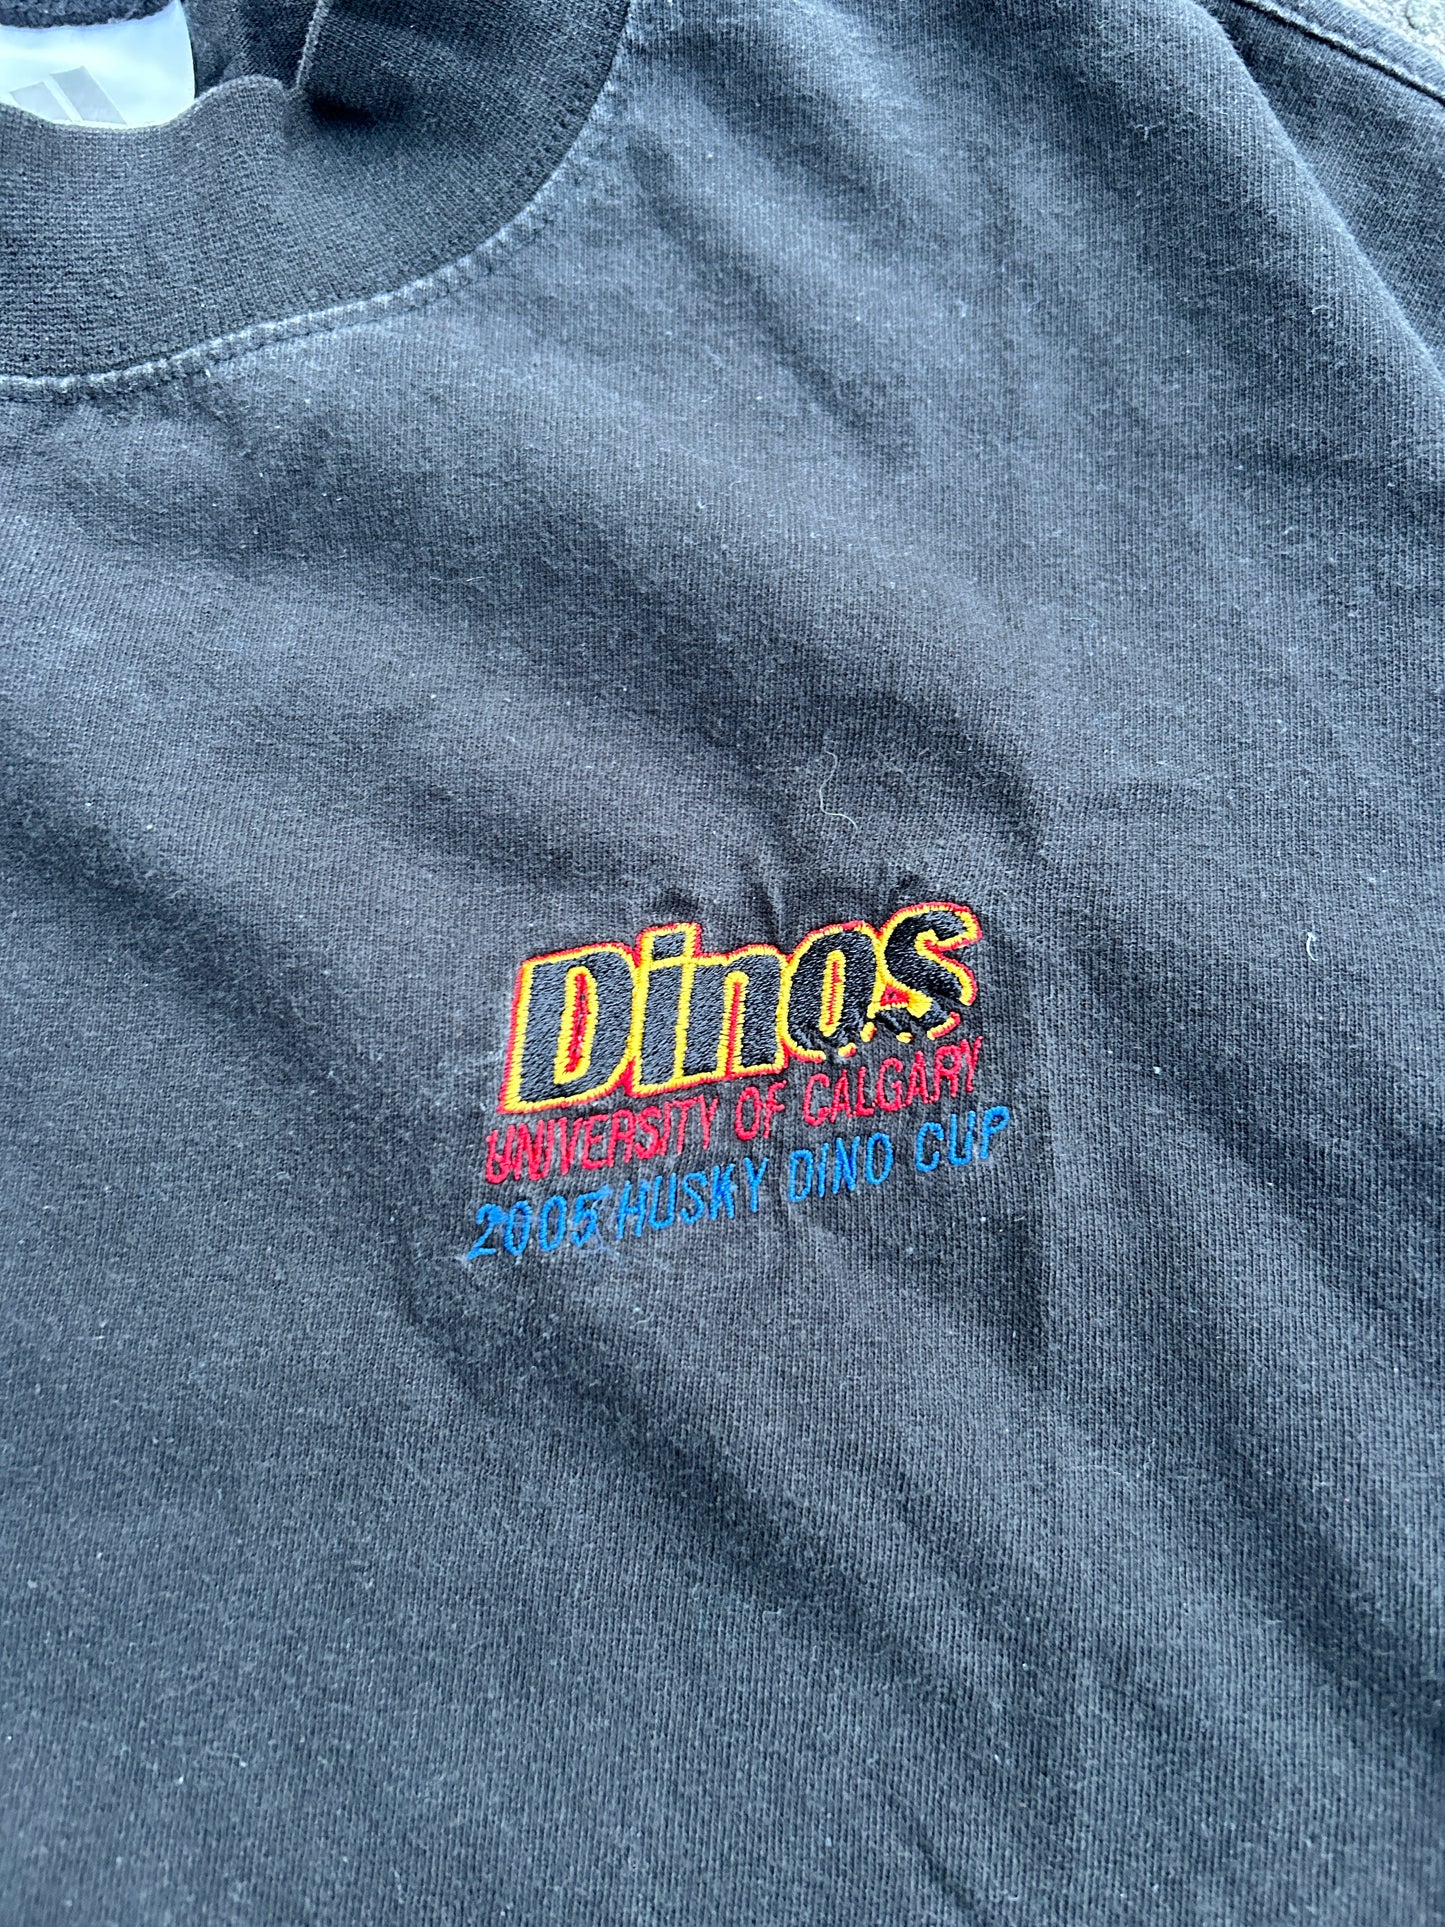 Dinos
UNIVERSITY OF CALGARY
2005 HUSKY DINO CUP